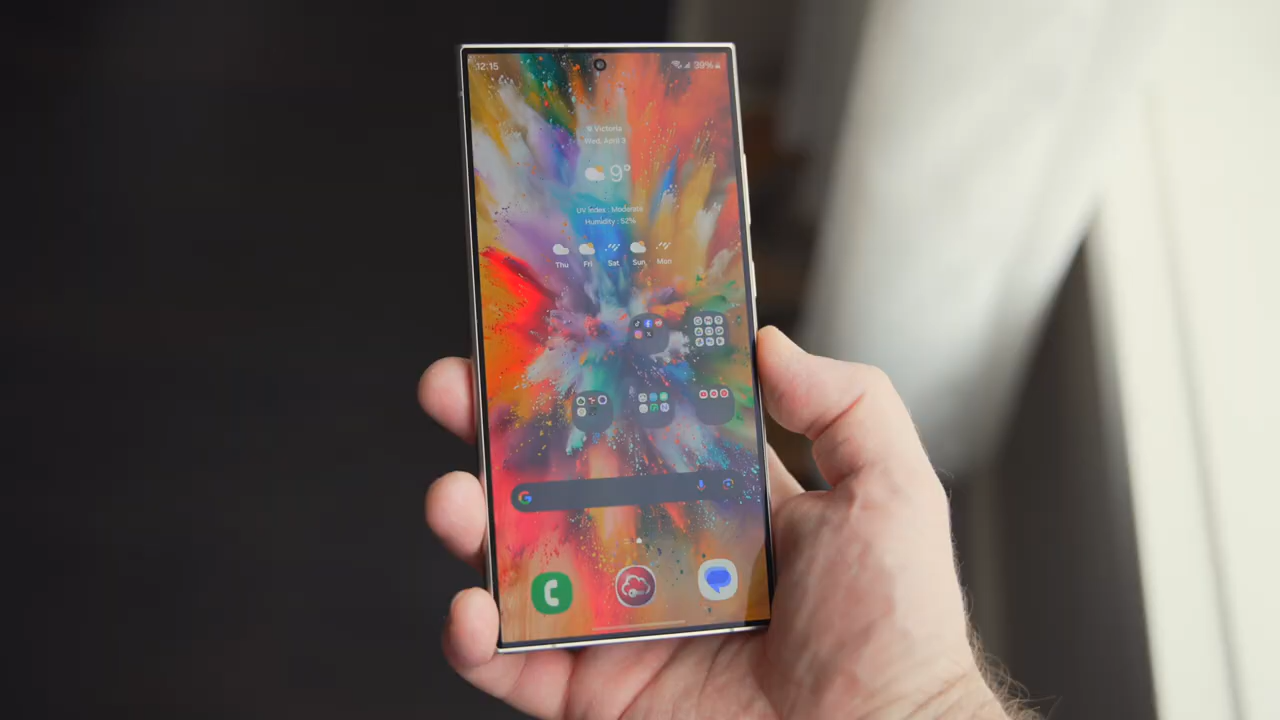 12:15
39%
Victoria
Wed, April 3
9°
UV index : Moderate
Humidity : 52%
Thu Fri Sat Sun Mon
G